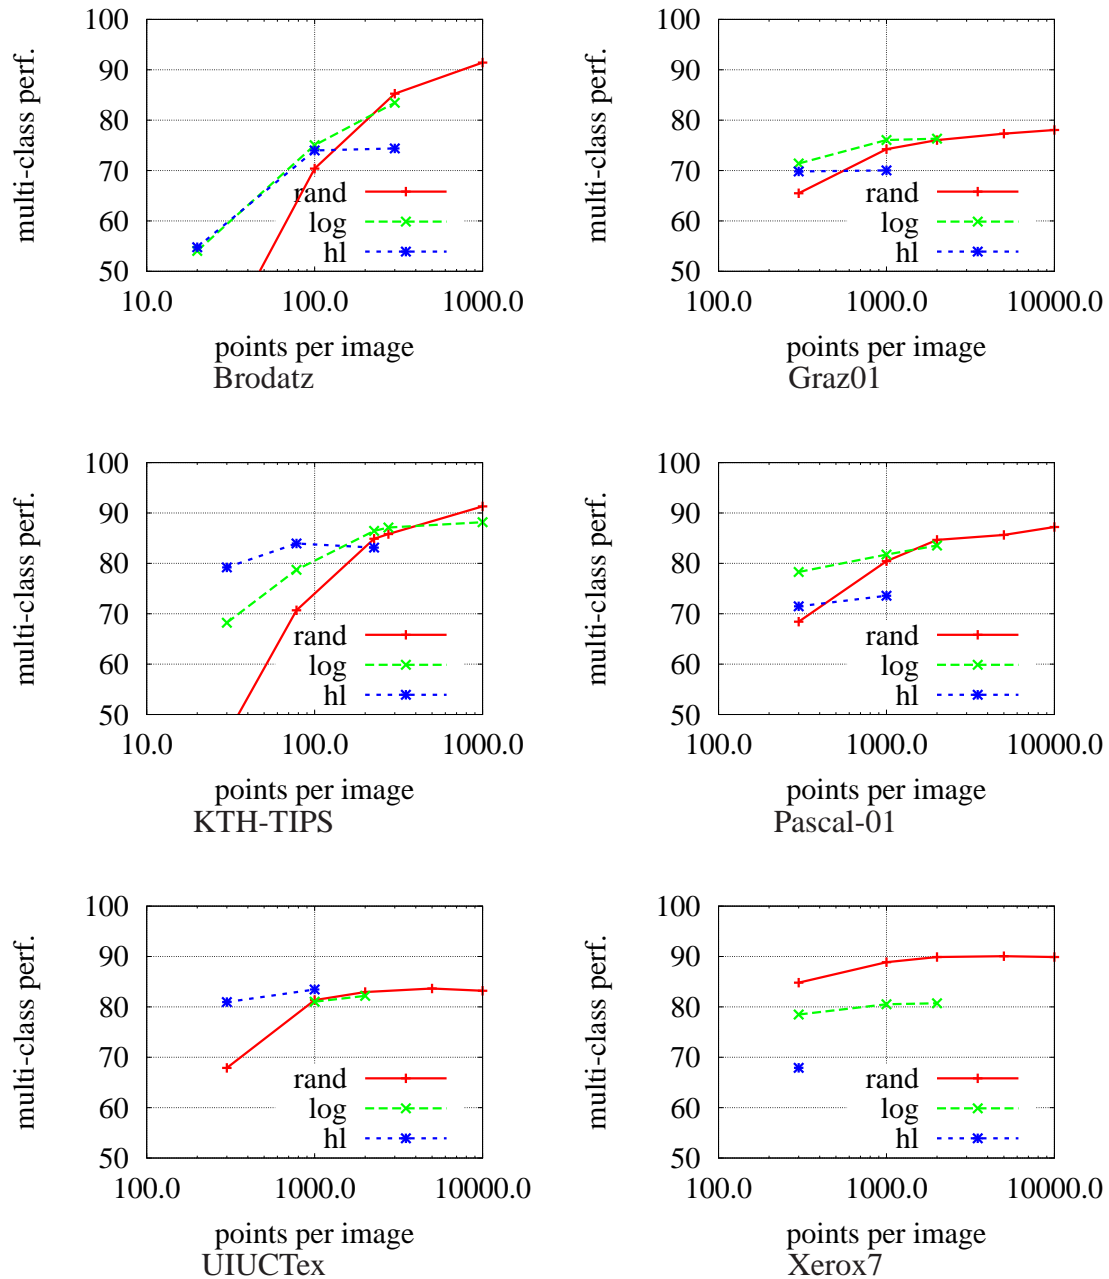 100
90
80
70
60
50
multi-class perf.
rand
log
hl
10.0 100.0 1000.0
points per image
Brodatz
100
90
80
70
60
50
multi-class perf.
rand
log
hl
100.0 1000.0 10000.0
points per image
Graz01
100
90
80
70
60
50
multi-class perf.
rand
log
hl
10.0 100.0 1000.0
points per image
KTH-TIPS
100
90
80
70
60
50
multi-class perf.
rand
log
hl
100.0 1000.0 10000.0
points per image
Pascal-01
100
90
80
70
60
50
multi-class perf.
rand
log
hl
100.0 1000.0 10000.0
points per image
UIUCTex
100
90
80
70
60
50
multi-class perf.
rand
log
hl
100.0 1000.0 10000.0
points per image
Xerox7